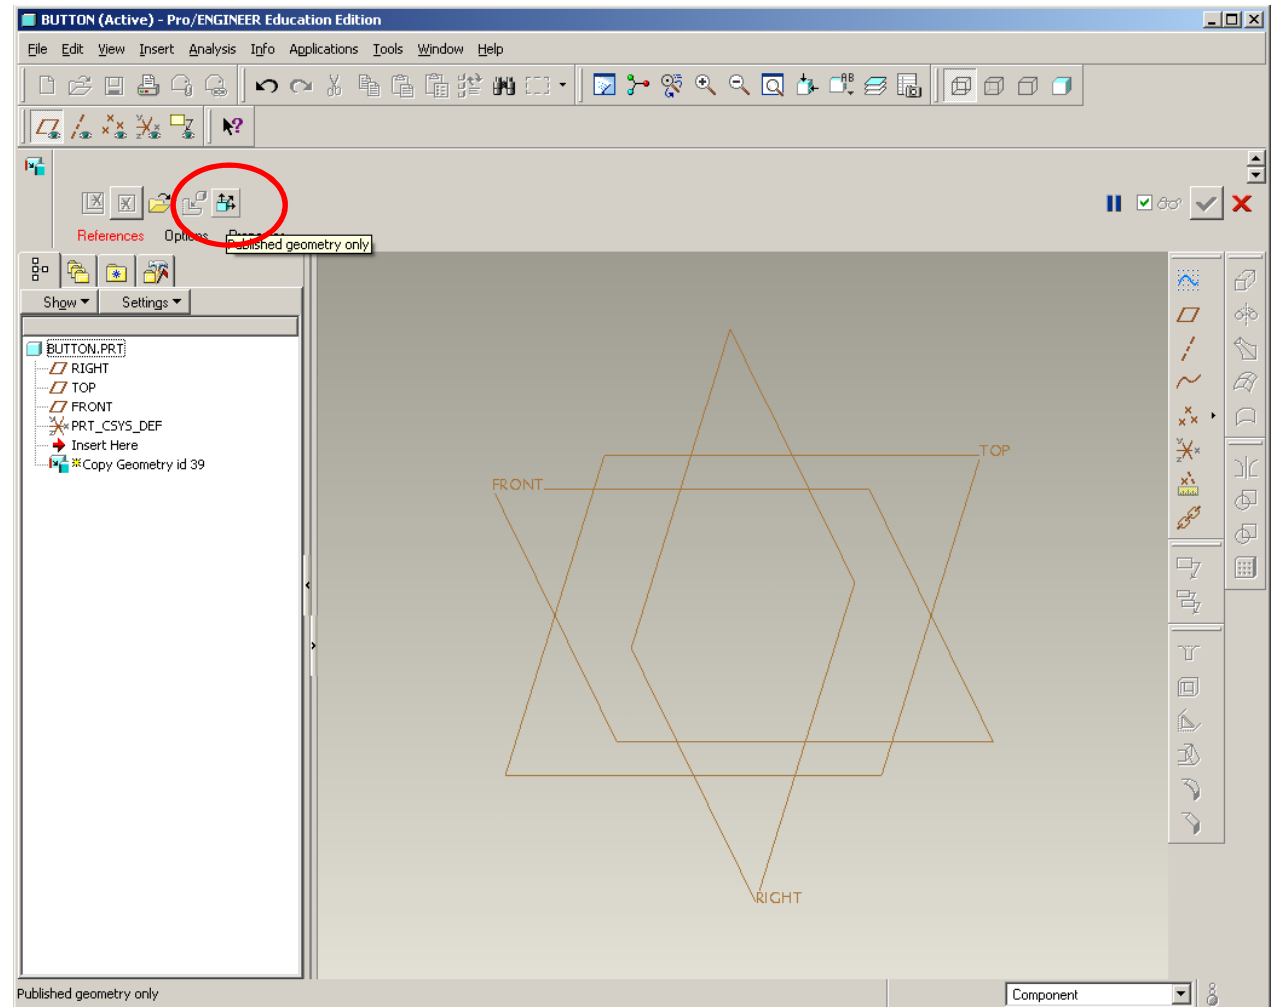 BUTTON (Active) - Pro/ENGINEER Education Edition
File Edit View Insert Analysis Info Applications Tools Window Help
References Options
Published geometry only
Show Settings
BUTTON.PRT
RIGHT
TOP
FRONT
PRT_CSYS_DEF
Insert Here
Copy Geometry id 39
TOP
FRONT
RIGHT
Published geometry only
Component